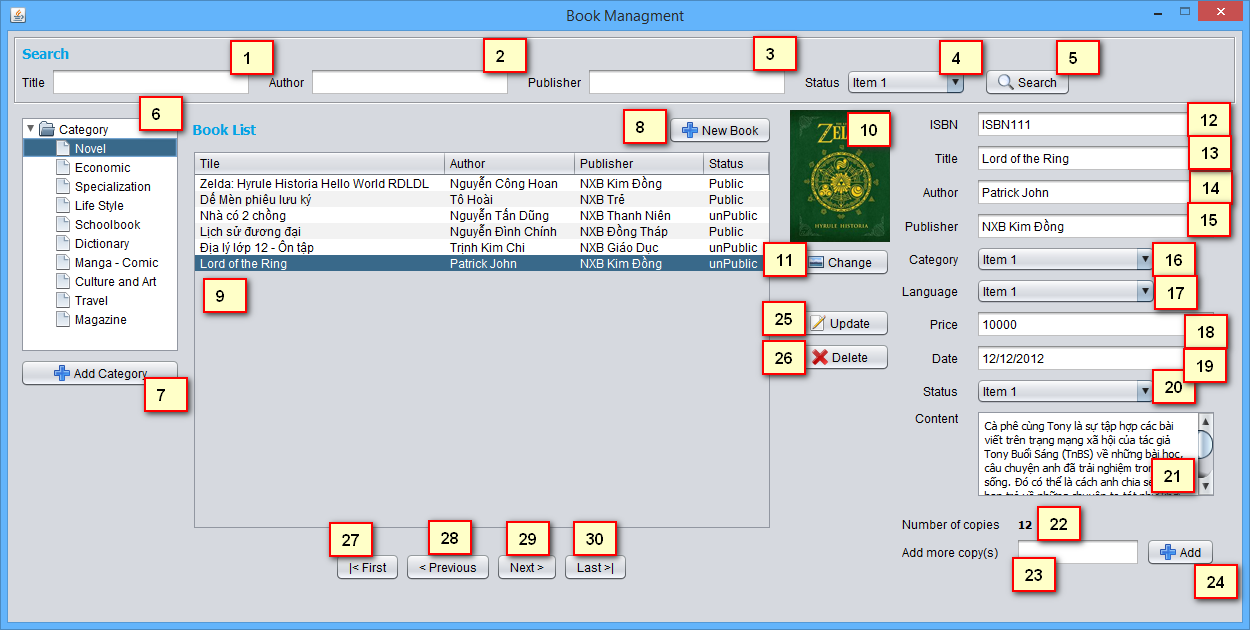 Book Managment
Search
1
2
3
4
5
Title
Author
Publisher
Status
Item 1
Search
6
Category
Novel
Economic
Specialization
Life Style
Schoolbook
Dictionary
Manga - Comic
Culture and Art
Travel
Magazine
Add Category
7
Book List
8
New Book
Tile Author Publisher Status
Zelda: Hyrule Historia Hello World RDLDL Nguyễn Công Hoan NXB Kim Đồng Public
Dế Mèn phiêu lưu ký Tô Hoài NXB Trẻ Public
Nhà có 2 chồng Nguyễn Tấn Dũng NXB Thanh Niên unPublic
Lịch sử đương đại Nguyễn Đình Chính NXB Đồng Tháp Public
Địa lý lớp 12 - Ôn tập Trịnh Kim Chi NXB Giáo Dục unPublic
Lord of the Ring Patrick John NXB Kim Đồng unPublic
9
10
HYRULE HISTORIA
11
Change
25
Update
26
Delete
ISBN ISBN111 12
Title Lord of the Ring 13
Author Patrick John 14
Publisher NXB Kim Đồng 15
Category Item 1 16
Language Item 1 17
Price 10000 18
Date 12/12/2012 19
Status Item 1 20
Content
Cà phê cùng Tony là sự tập hợp các bài
viết trên trạng mạng xã hội của tác giả
Tony Buổi Sáng (TnBS) về những bài học,
câu chuyện anh đã trải nghiệm
sống. Đó có thể là cách anh chia
21
Number of copies 12 22
Add more copy(s)
23
Add
24
27
28
29
30
|< First
< Previous
Next >
Last >|